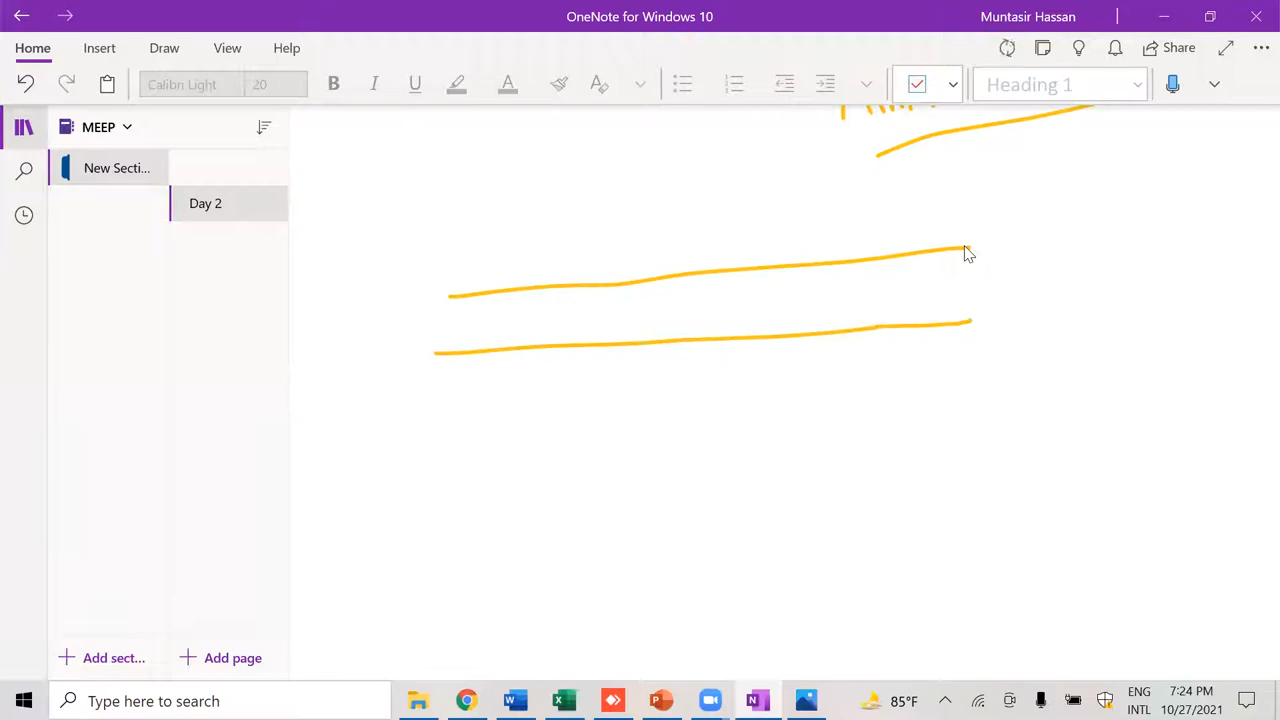 OneNote for Windows 10
Muntasir Hassan
Home Insert Draw View Help
Share
Calibri Light 20
Heading 1
MEEP
New Secti...
Day 2
Add sect...
Add page
Type here to search
85°F
ENG
INTL
7:24 PM
10/27/2021